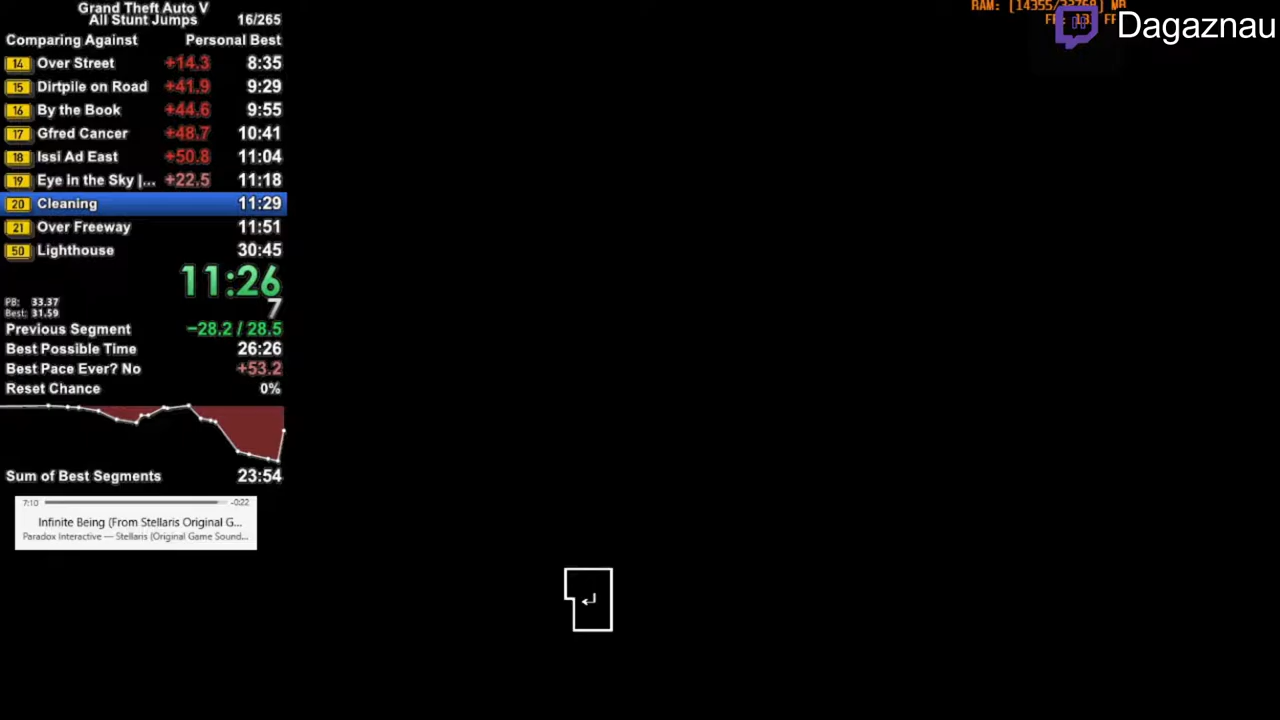 Grand Theft Auto V
All Stunt Jumps 16/265
Comparing Against Personal Best
14 Over Street +14.3 8:35
15 Dirtpile on Road +41.9 9:29
16 By the Book +44.6 9:55
17 Gfred Cancer +48.7 10:41
18 Issi Ad East +50.8 11:04
19 Eye in the Sky |... +22.5 11:18
20 Cleaning 11:29
21 Over Freeway 11:51
50 Lighthouse 30:45
11:26
PB: 33.37
Best: 31.59
7
Previous Segment −28.2 / 28.5
Best Possible Time 26:26
Best Pace Ever? No +53.2
Reset Chance 0%
Sum of Best Segments 23:54
7:10 -0:22
Infinite Being (From Stellaris Original G...
Paradox Interactive — Stellaris (Original Game Sound...
RAM:
Dagaznau